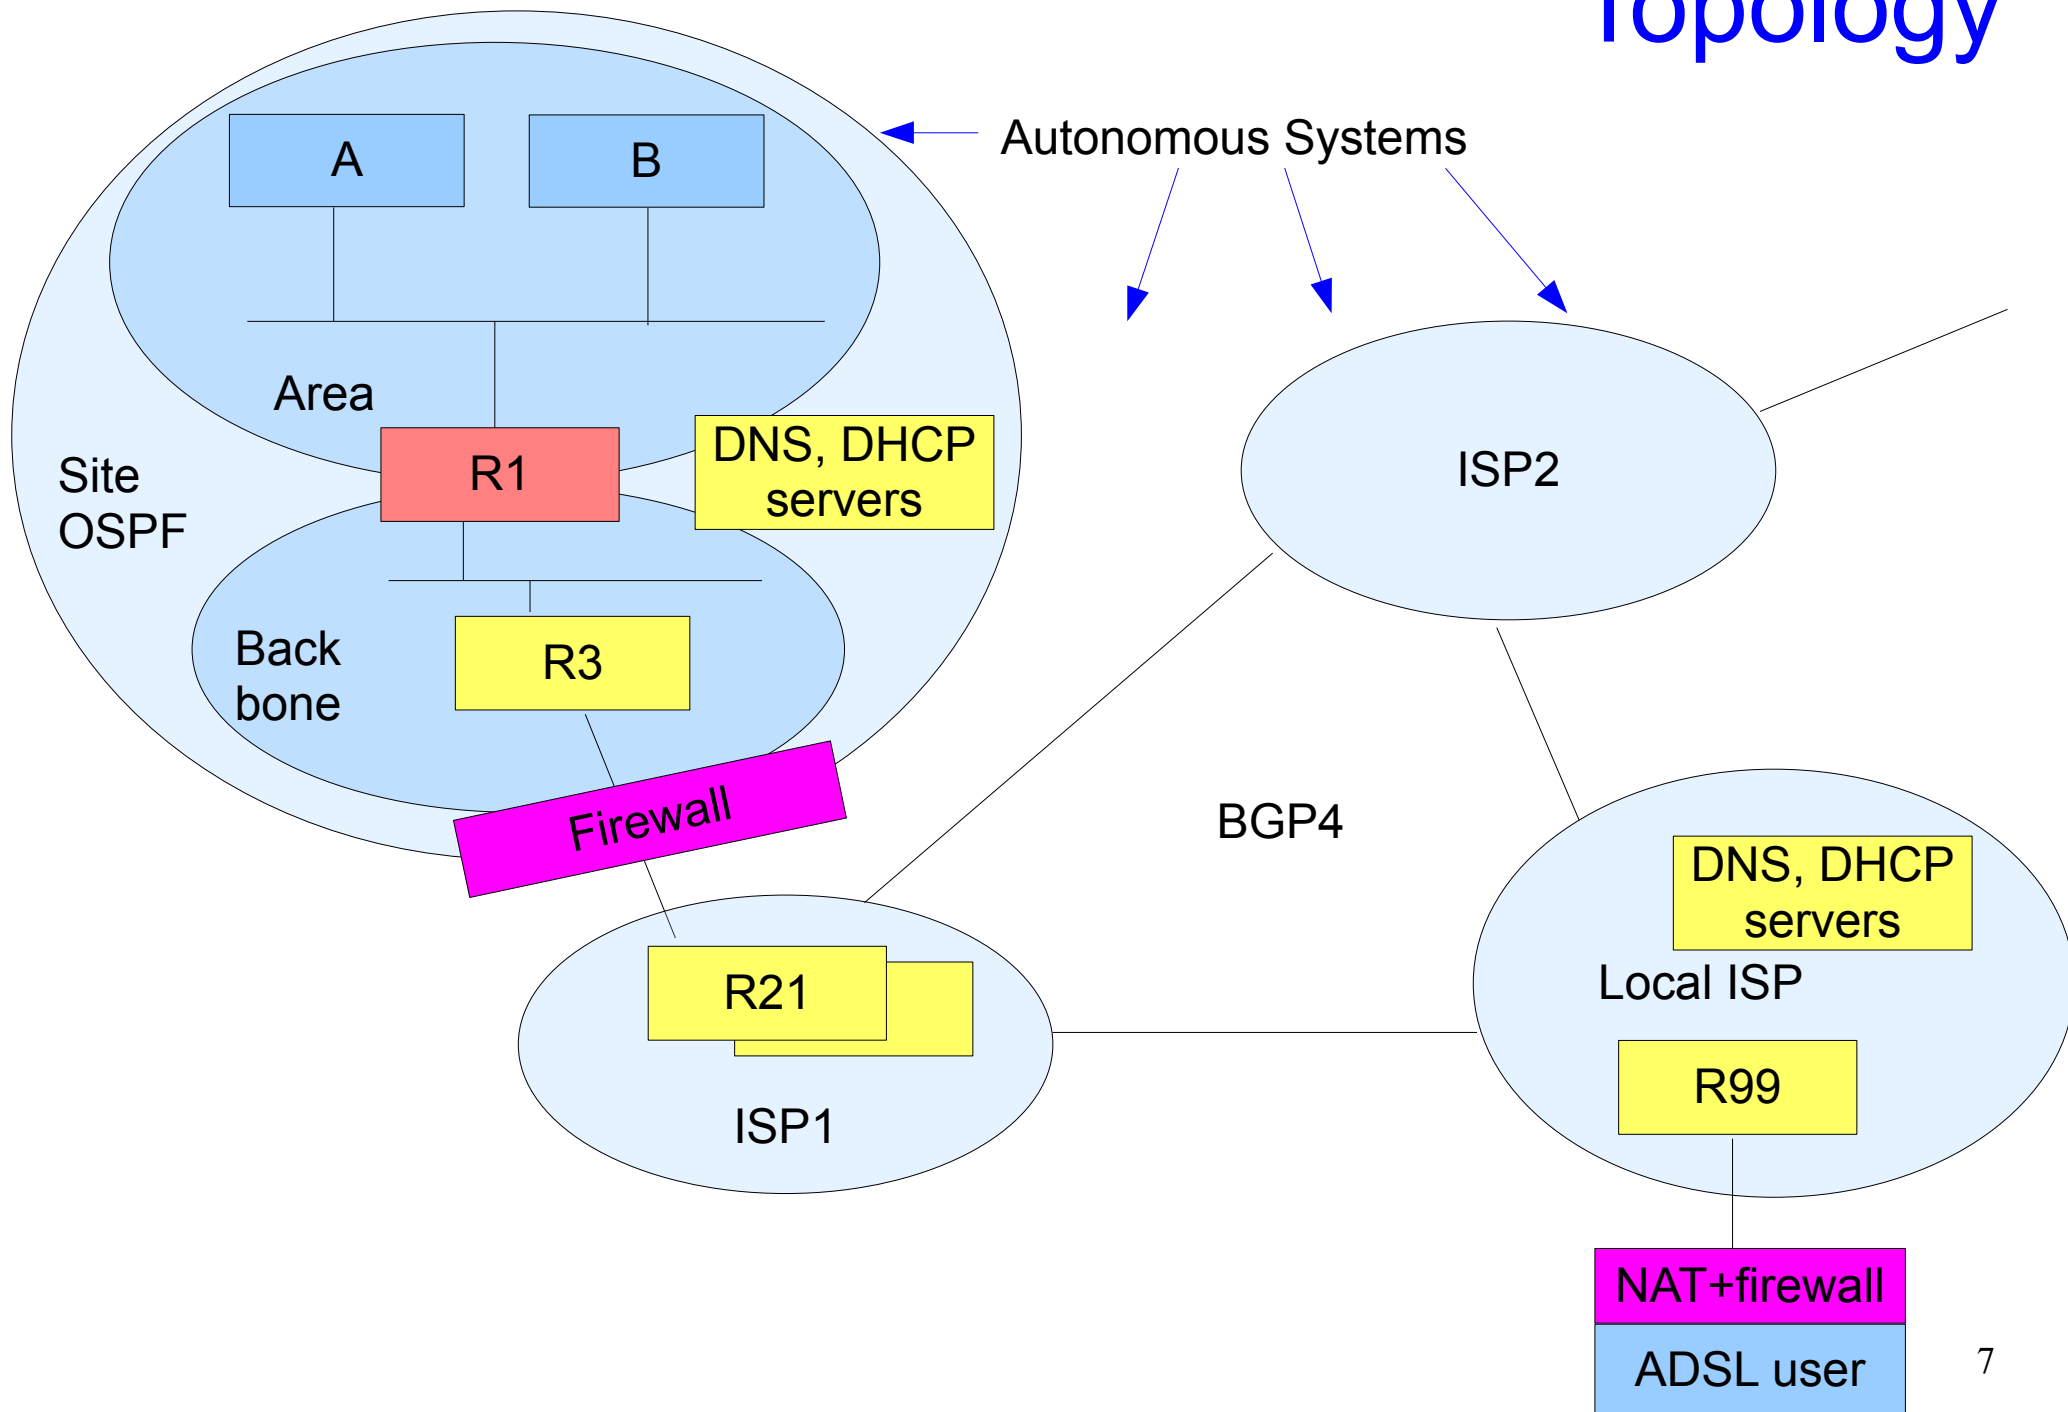 Topology
A
B
Autonomous Systems
Area
R1
DNS, DHCP
servers
Site
OSPF
ISP2
Back
bone
R3
Firewall
BGP4
DNS, DHCP
servers
Local ISP
R21
R99
ISP1
NAT+firewall
ADSL user
7